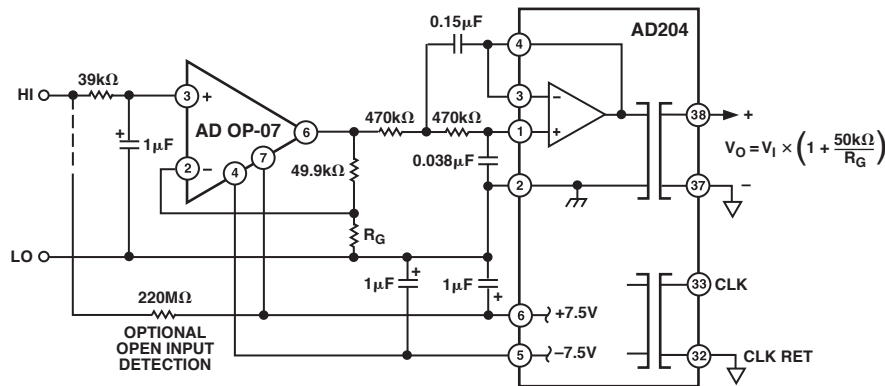 0.15µF
AD204
4
39kΩ
HI
3
+
AD OP-07
6
470kΩ
470kΩ
3
−
1
+
38
+
+
1µF
7
4
2
−
49.9kΩ
0.038µF
2
37
−
V_O = V_I × (1 + 50kΩ/R_G)
R_G
LO
1µF
+
1µF
+
33
CLK
220MΩ
6
+7.5V
OPTIONAL
OPEN INPUT
DETECTION
5
−7.5V
32
CLK RET